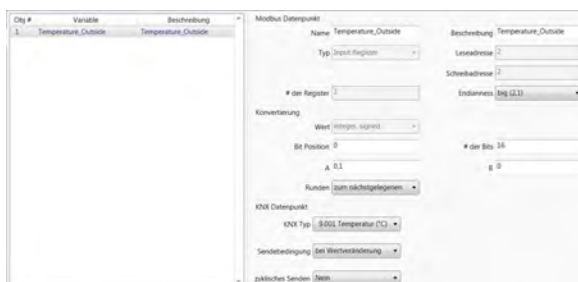 Obj # Variable Beschreibung
1 Temperature_Outside Temperature_Outside
Modbus Datenpunkt
Name Temperature_Outside Beschreibung Temperature_Outside
Typ Input Register Leseadresse 2
Schreibadresse 2
# der Register Endianness big (2,1)
Konvertierung
Wert integer, signed
Bit Position 0 # der Bits 16
A 0,1 B 0
Runden zum nächstgelegenen
KNX Datenpunkt
KNX Typ 9.001 Temperatur (°C)
Sendebedingung bei Wertveränderung
zyklisches Senden Nein